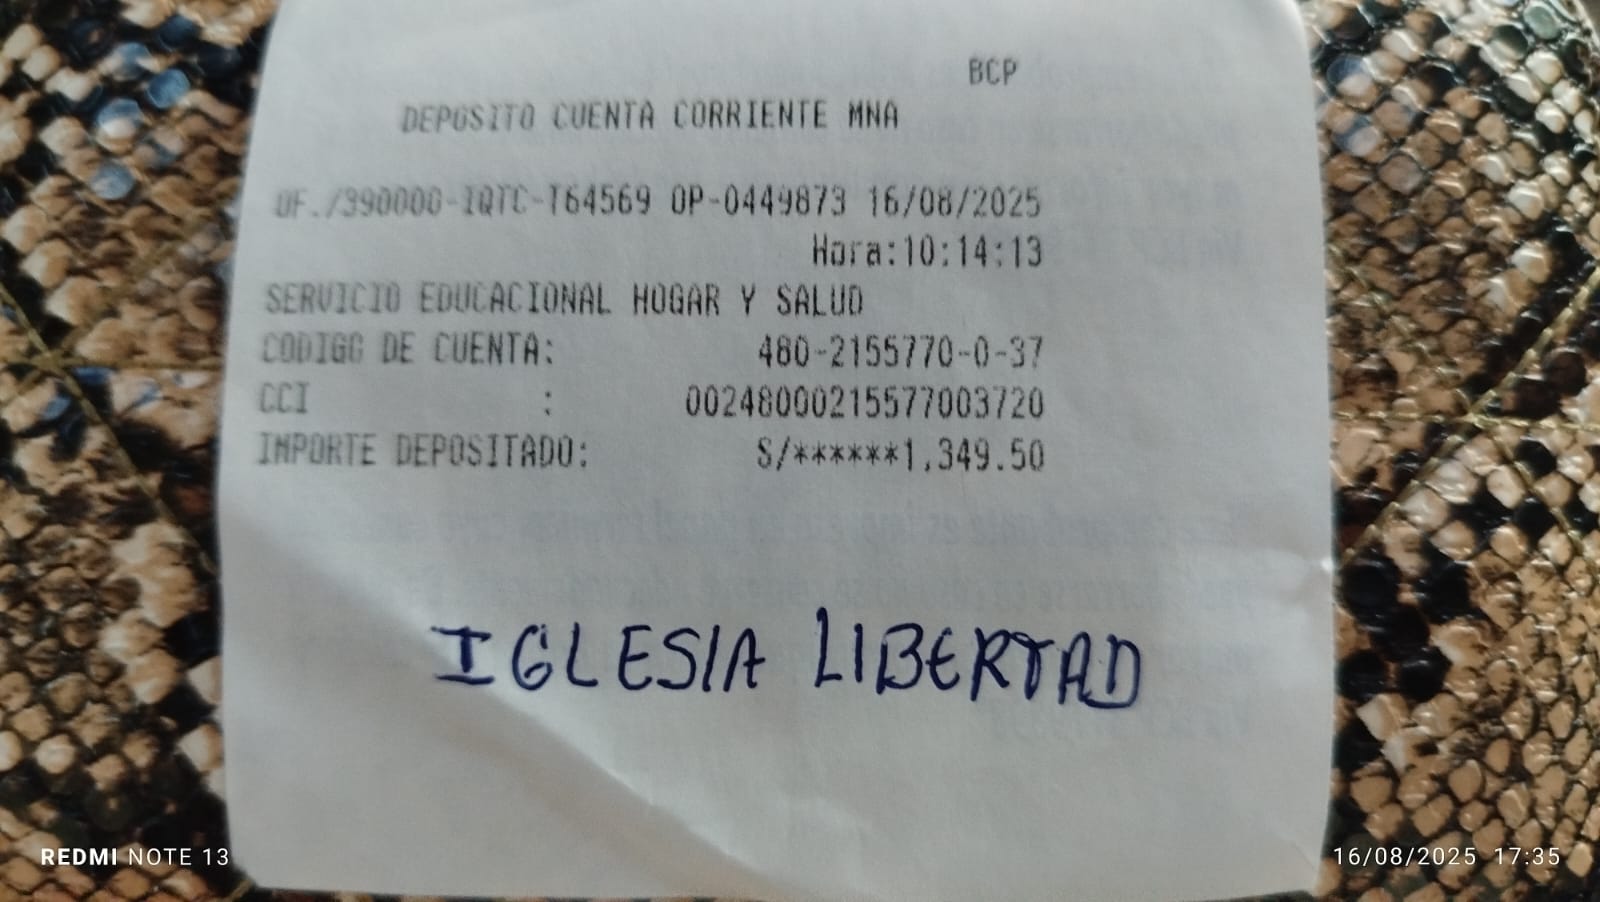 BCP
DEPOSITO CUENTA CORRIENTE MNA
OF./390000-IQTC-T64569 OP-0449873 16/08/2025
Hora:10:14:13
SERVICIO EDUCACIONAL HOGAR Y SALUD
CODIGO DE CUENTA: 480-2155770-0-37
CCI : 00248000215577003720
IMPORTE DEPOSITADO: S/******1,349.50
IGLESIA LIBERTAD
REDMI NOTE 13
16/08/2025 17:35